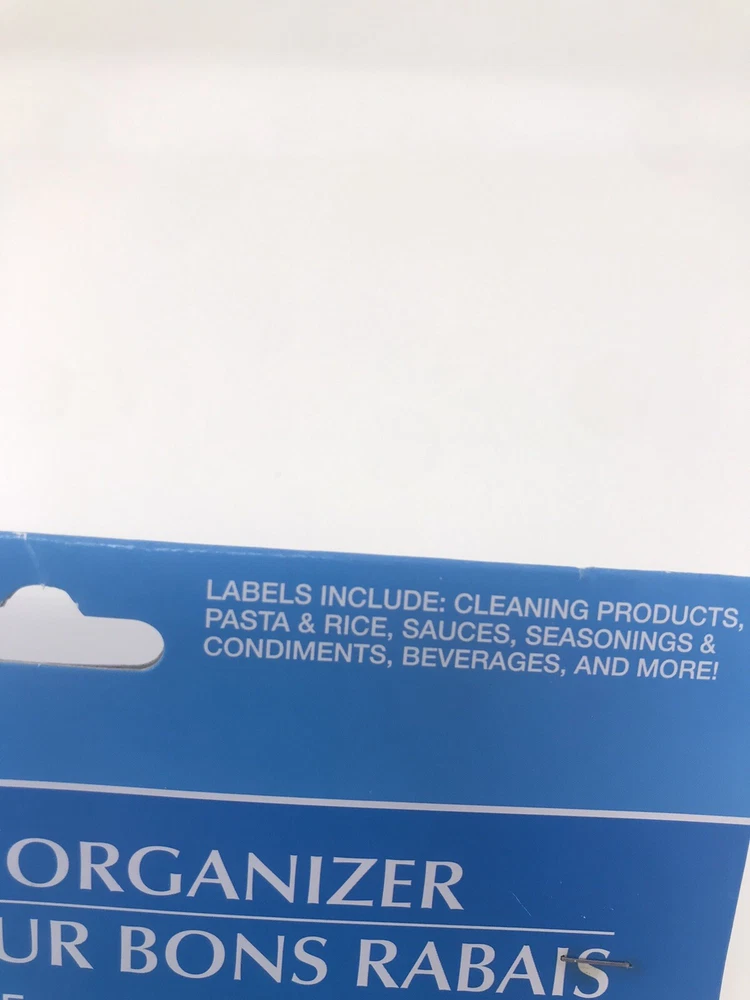 LABELS INCLUDE: CLEANING PRODUCTS,
PASTA & RICE, SAUCES, SEASONINGS &
CONDIMENTS, BEVERAGES, AND MORE!
ORGANIZER
UR BONS RABAIS